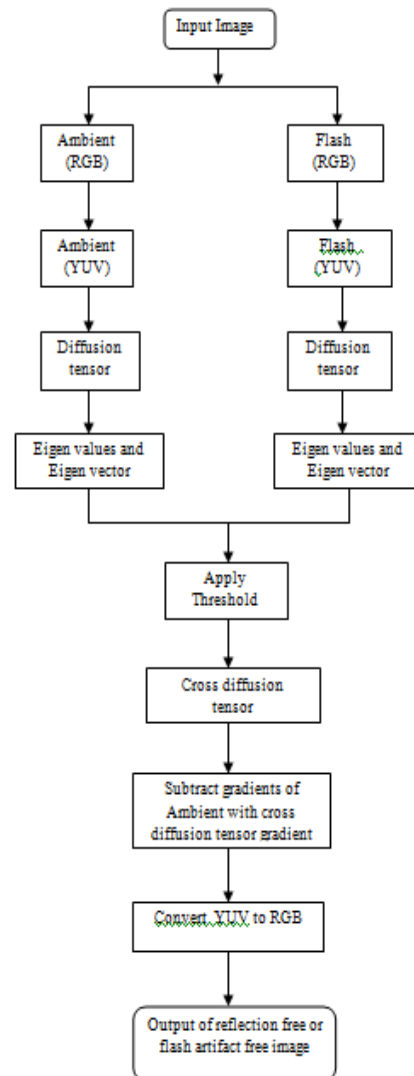 Input Image
Ambient
(RGB)
Flash
(RGB)
Ambient
(YUV)
Flash
(YUV)
Diffusion
tensor
Diffusion
tensor
Eigen values and
Eigen vector
Eigen values and
Eigen vector
Apply
Threshold
Cross diffusion
tensor
Subtract gradients of
Ambient with cross
diffusion tensor gradient
Convert YUV to RGB
Output of reflection free or
flash artifact free image